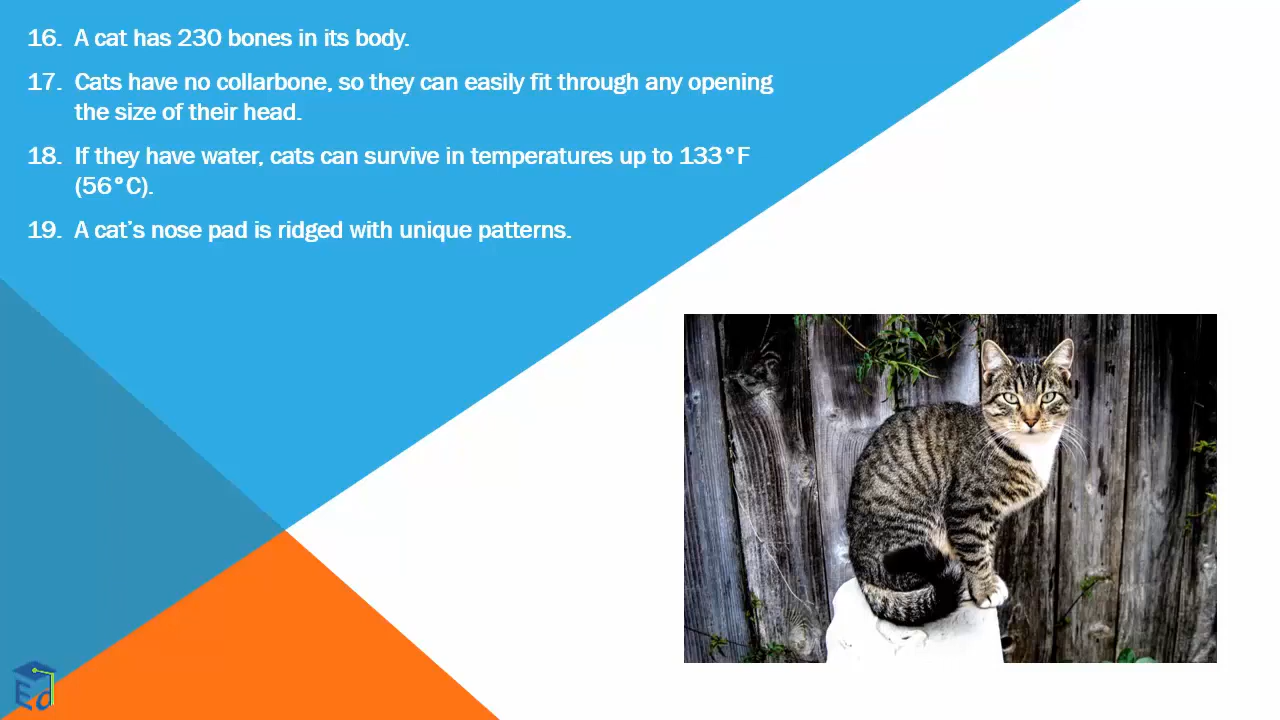 16. A cat has 230 bones in its body.
17. Cats have no collarbone, so they can easily fit through any opening
the size of their head.
18. If they have water, cats can survive in temperatures up to 133°F
(56°C).
19. A cat’s nose pad is ridged with unique patterns.
Ed